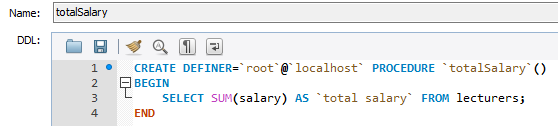 Name: totalSalary
DDL:
1 CREATE DEFINER=`root`@`localhost` PROCEDURE `totalSalary`()
2 BEGIN
3 SELECT SUM(salary) AS `total salary` FROM lecturers;
4 END